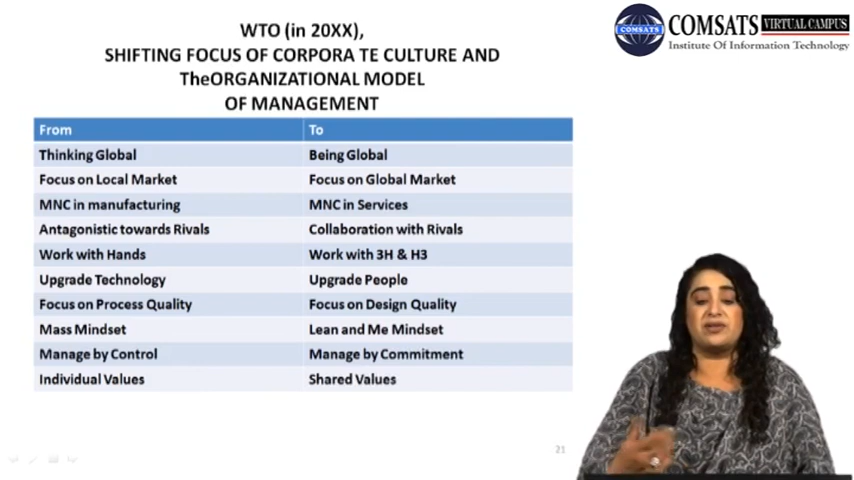 WTO (in 20XX),
SHIFTING FOCUS OF CORPORA TE CULTURE AND
TheORGANIZATIONAL MODEL
OF MANAGEMENT
COMSATS
COMSATS VIRTUAL CAMPUS
Institute Of Information Technology
From To
Thinking Global Being Global
Focus on Local Market Focus on Global Market
MNC in manufacturing MNC in Services
Antagonistic towards Rivals Collaboration with Rivals
Work with Hands Work with 3H & H3
Upgrade Technology Upgrade People
Focus on Process Quality Focus on Design Quality
Mass Mindset Lean and Me Mindset
Manage by Control Manage by Commitment
Individual Values Shared Values
21